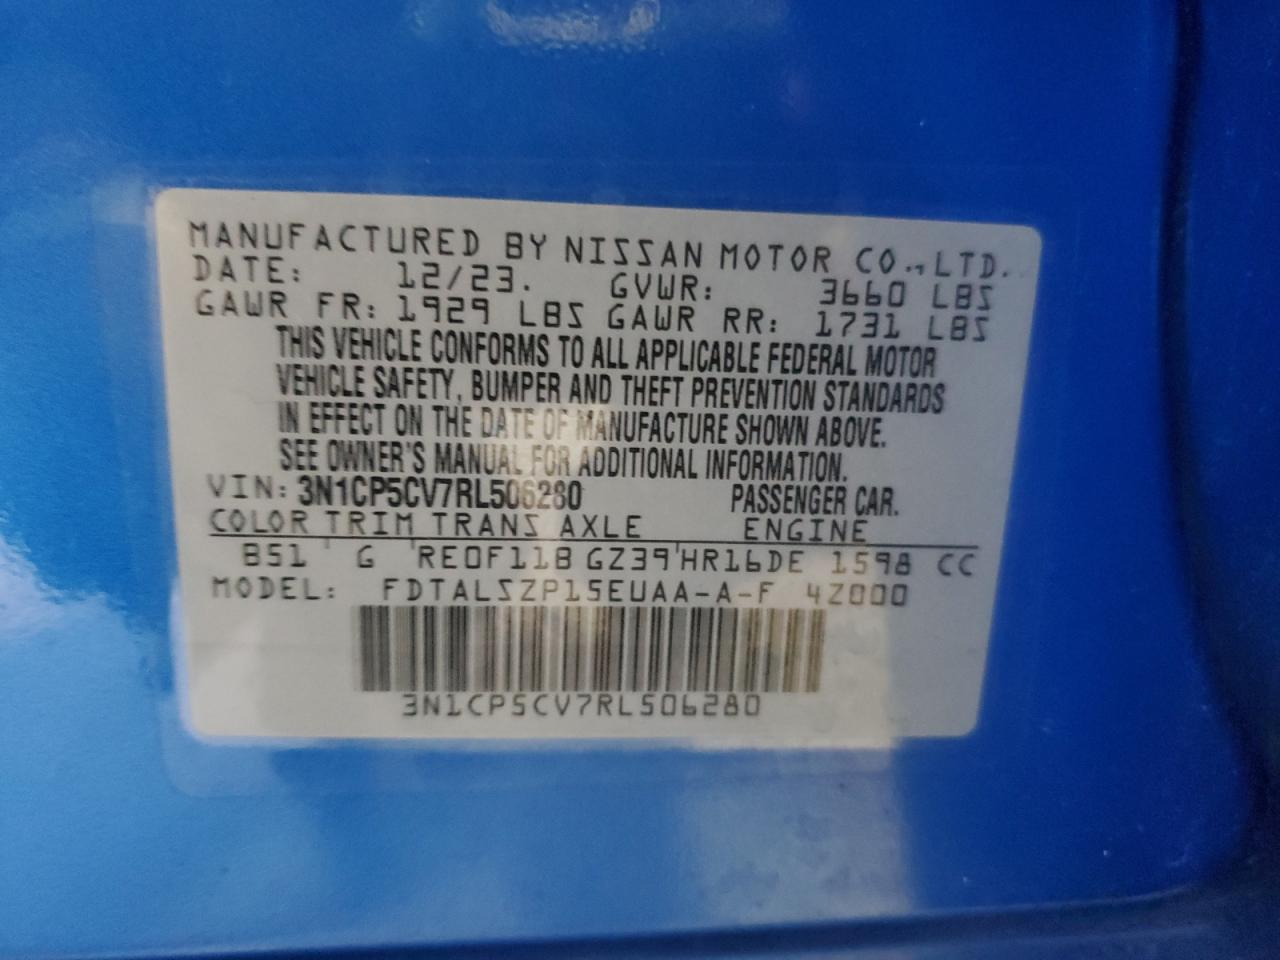 MANUFACTURED BY NISSAN MOTOR CO.,LTD.
DATE: 12/23. GVWR: 3660 LBS
GAWR FR: 1929 LBS GAWR RR: 1731 LBS
THIS VEHICLE CONFORMS TO ALL APPLICABLE FEDERAL MOTOR
VEHICLE SAFETY, BUMPER AND THEFT PREVENTION STANDARDS
IN EFFECT ON THE DATE OF MANUFACTURE SHOWN ABOVE.
SEE OWNER'S MANUAL FOR ADDITIONAL INFORMATION.
VIN: 3N1CP5CV7RL506280 PASSENGER CAR.
COLOR TRIM TRANS AXLE ENGINE
B51 G RE0F11B GZ39 HR16DE 1598 CC
MODEL: FDTALSZP15EUAA-A-F 4Z000
3N1CP5CV7RL506280